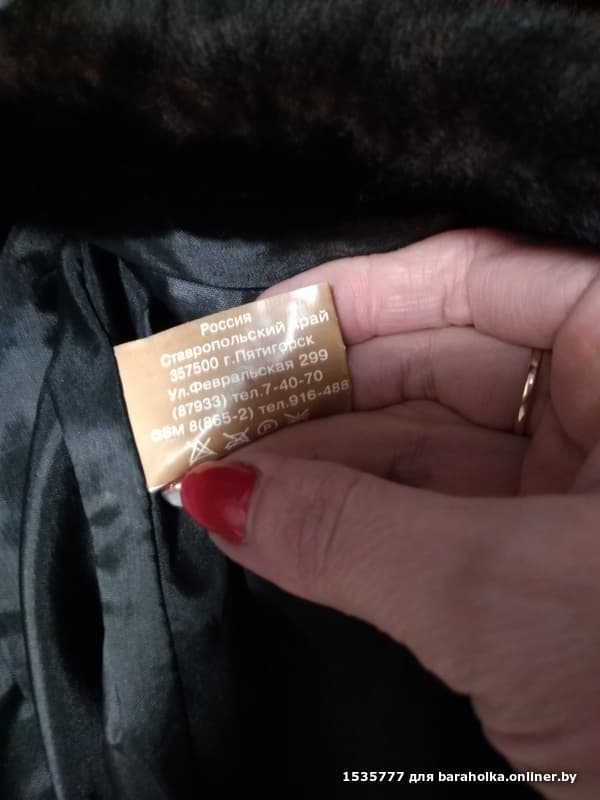 Россия
Ставропольский край
357500 г.Пятигорск
Ул.Февральская 299
(87933) тел.7-40-70
GSM 8(865-2) тел.916-488
P
1535777 для baraholka.onliner.by